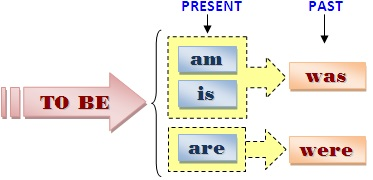 PRESENT PAST
am
is
was
TO BE
are
were